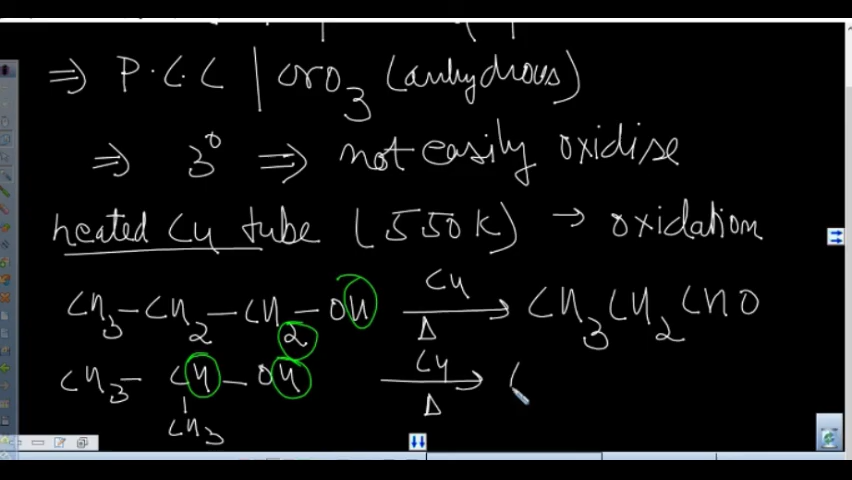 ⇒ P.C.C | CrO3 (anhydrous)
⇒ 3° ⇒ not easily oxidise
heated Cu tube (550K) → oxidation
CH3 – CH2 – CH2 – OH Cu Δ → CH3CH2CHO
CH3 – CH – OH Cu Δ → (
CH3